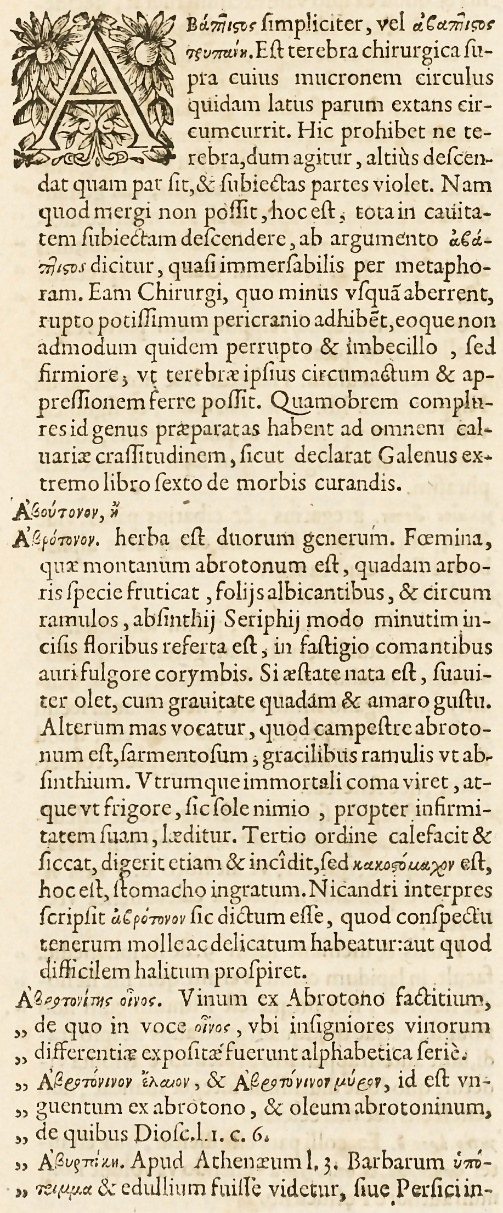 Αβάπτιστος simpliciter, vel ἀβαπτιστος
τρυπανη. Est terebra chirurgica su-
pra cuius mucronem circulus
quidam latus parum extans cir-
cumcurrit. Hic prohibet ne te-
rebra, dum agitur, altiùs descen-
dat quam par sit, & subiectas partes violet. Nam
quod mergi non possit, hoc est, tota in cauita-
tem subiectam descendere, ab argumento ἀβά-
πτιστος dicitur, quasi immersabilis per metapho-
ram. Eam Chirurgi, quo minus vsquã aberrent,
rupto potissimum pericranio adhibẽt, eoque non
admodum quidem perrupto & imbecillo, sed
firmiore; vt terebræ ipsius circumactum & ap-
pressionem ferre possit. Quamobrem complu-
res id genus præparatas habent ad omnem cal-
uariæ crassitudinem, sicut declarat Galenus ex-
tremo libro sexto de morbis curandis.
Ἀβούτονον, ἢ
Ἀβρότονον. herba est duorum generum. Fœmina,
quæ montanum abrotonum est, quadam arbo-
ris specie fruticat, folijs albicantibus, & circum
ramulos, absinthij Seriphij modo minutim in-
cisis floribus referta est, in fastigio comantibus
auri fulgore corymbis. Si æstate nata est, suaui-
ter olet, cum grauitate quadam & amaro gustu.
Alterum mas vocatur, quod campestre abroto-
num est, sarmentosum, gracilibus ramulis vt ab-
sinthium. Vtrumque immortali coma viret, at-
que vt frigore, sic sole nimio, propter infirmi-
tatem suam, læditur. Tertio ordine calefacit &
siccat, digerit etiam & incîdit, sed κακοστόμαχον est,
hoc est, stomacho ingratum. Nicandri interpres
scripsit ἀβρότονον sic dictum esse, quod conspectu
tenerum molle ac delicatum habeatur: aut quod
difficilem halitum prospiret.
Ἀβροτονίτης οἶνος. Vinum ex Abrotono factitium,
„ de quo in voce οἶνος, vbi insigniores vinorum
„ differentiæ expositæ fuerunt alphabetica seriè.
„ Ἀβροτόνινον ἔλαιον, & Ἀβροτόνινον μύρον, id est vn-
„ guentum ex abrotono, & oleum abrotoninum,
„ de quibus Diosc. l. 1. c. 6.
„ Ἀβυρτάκη. Apud Athenæum l. 3. Barbarum ὑπό-
„ τριμμα & edullium fuisse videtur, siue Persici in-